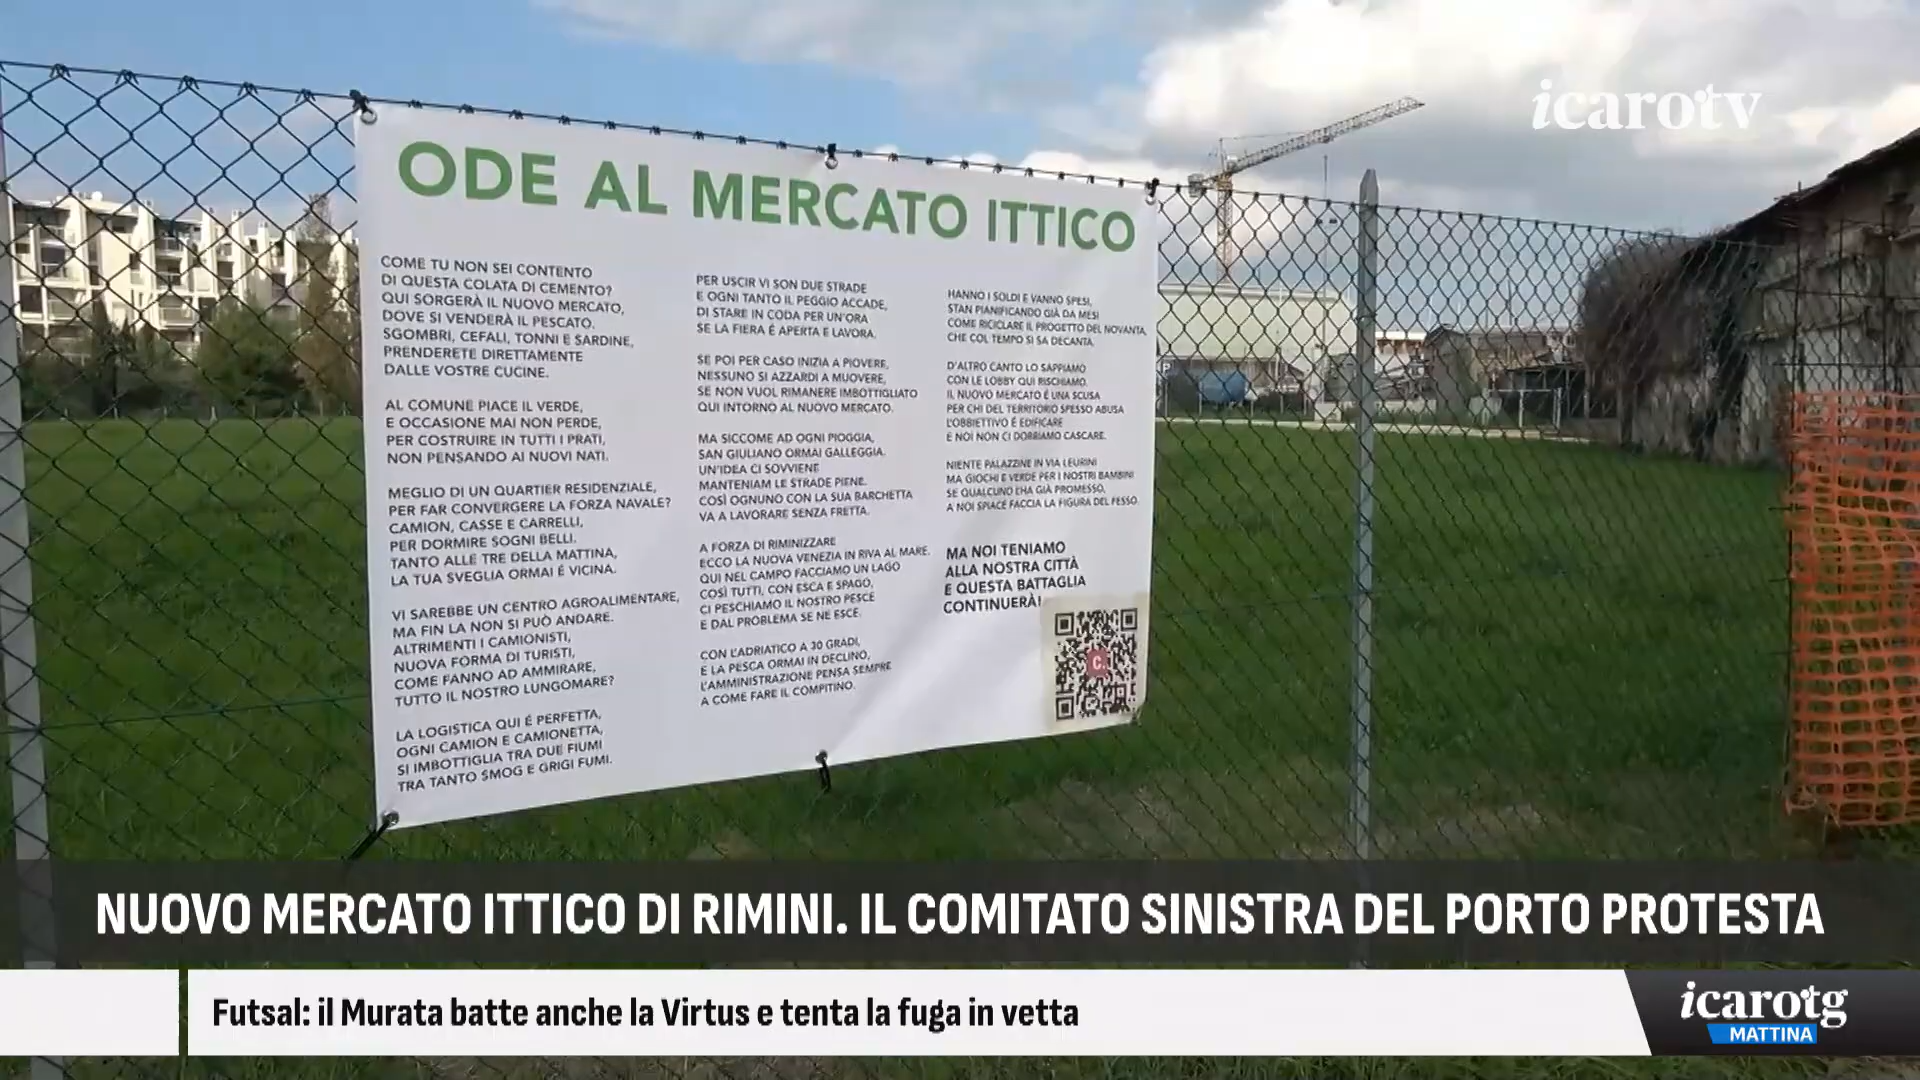 icarotv
ODE AL MERCATO ITTICO
COME TU NON SEI CONTENTO
DI QUESTA COLATA DI CEMENTO?
QUI SORGERÀ IL NUOVO MERCATO,
DOVE SI VENDERÀ IL PESCATO.
SGOMBRI, CEFALI, TONNI E SARDINE,
PRENDERETE DIRETTAMENTE
DALLE VOSTRE CUCINE.
AL COMUNE PIACE IL VERDE,
E OCCASIONE MAI NON PERDE,
PER COSTRUIRE IN TUTTI I PRATI,
NON PENSANDO AI NUOVI NATI.
MEGLIO DI UN QUARTIER RESIDENZIALE,
PER FAR CONVERGERE LA FORZA NAVALE?
CAMION, CASSE E CARRELLI,
PER DORMIRE SOGNI BELLI.
TANTO ALLE TRE DELLA MATTINA,
LA TUA SVEGLIA ORMAI É VICINA.
VI SAREBBE UN CENTRO AGROALIMENTARE,
MA FIN LA NON SI PUÒ ANDARE.
ALTRIMENTI I CAMIONISTI,
NUOVA FORMA DI TURISTI,
COME FANNO AD AMMIRARE,
TUTTO IL NOSTRO LUNGOMARE?
LA LOGISTICA QUI É PERFETTA,
OGNI CAMION E CAMIONETTA,
SI IMBOTTIGLIA TRA DUE FIUMI
TRA TANTO SMOG E GRIGI FUMI.
PER USCIR VI SON DUE STRADE
E OGNI TANTO IL PEGGIO ACCADE,
DI STARE IN CODA PER UN'ORA
SE LA FIERA É APERTA E LAVORA.
SE POI PER CASO INIZIA A PIOVERE,
NESSUNO SI AZZARDI A MUOVERE,
SE NON VUOL RIMANERE IMBOTTIGLIATO
QUI INTORNO AL NUOVO MERCATO.
MA SICCOME AD OGNI PIOGGIA,
SAN GIULIANO ORMAI GALLEGGIA.
UN'IDEA CI SOVVIENE
MANTENIAM LE STRADE PIENE.
COSÌ OGNUNO CON LA SUA BARCHETTA
VA A LAVORARE SENZA FRETTA.
A FORZA DI RIMINIZZARE
ECCO LA NUOVA VENEZIA IN RIVA AL MARE.
QUI NEL CAMPO FACCIAMO UN LAGO
COSÌ TUTTI, CON ESCA E SPAGO,
CI PESCHIAMO IL NOSTRO PESCE
E DAL PROBLEMA SE NE ESCE.
CON L'ADRIATICO A 30 GRADI,
E LA PESCA ORMAI IN DECLINO,
L'AMMINISTRAZIONE PENSA SEMPRE
A COME FARE IL COMPITINO.
HANNO I SOLDI E VANNO SPESI,
STAN PIANIFICANDO GIÀ DA MESI
COME RICICLARE IL PROGETTO DEL NOVANTA,
CHE COL TEMPO SI SA DECANTA.
D'ALTRO CANTO LO SAPPIAMO
CON LE LOBBY QUI RISCHIAMO.
IL NUOVO MERCATO É UNA SCUSA
PER CHI DEL TERRITORIO SPESSO ABUSA
L'OBBIETTIVO É EDIFICARE
E NOI NON CI DOBBIAMO CASCARE.
NIENTE PALAZZINE IN VIA LEURINI
MA GIOCHI E VERDE PER I NOSTRI BAMBINI
SE QUALCUNO L'HA GIÀ PROMESSO,
A NOI SPIACE FACCIA LA FIGURA DEL FESSO.
MA NOI TENIAMO
ALLA NOSTRA CITTÀ
E QUESTA BATTAGLIA
CONTINUERÀ!
C.
P
NUOVO MERCATO ITTICO DI RIMINI. IL COMITATO SINISTRA DEL PORTO PROTESTA
Futsal: il Murata batte anche la Virtus e tenta la fuga in vetta
icarotg
MATTINA